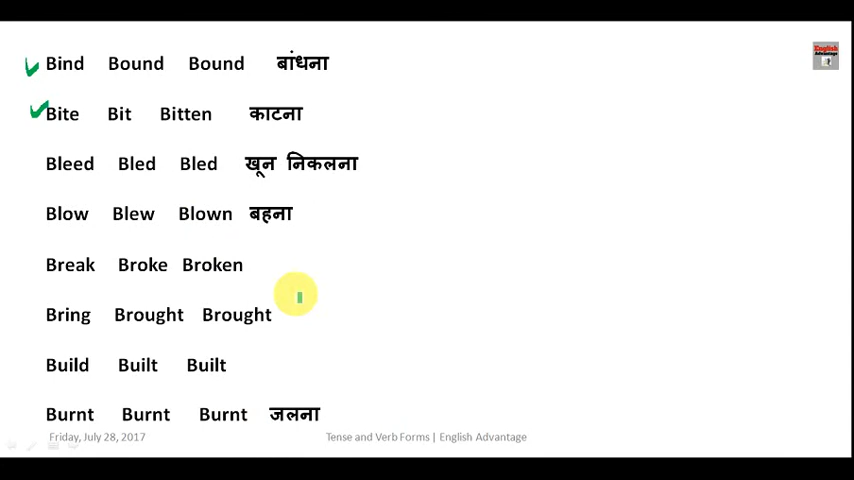 English
Advantage
Bind Bound Bound बांधना
Bite Bit Bitten काटना
Bleed Bled Bled खून निकलना
Blow Blew Blown बहना
Break Broke Broken
Bring Brought Brought
Build Built Built
Burnt Burnt Burnt जलना
Friday, July 28, 2017 Tense and Verb Forms | English Advantage